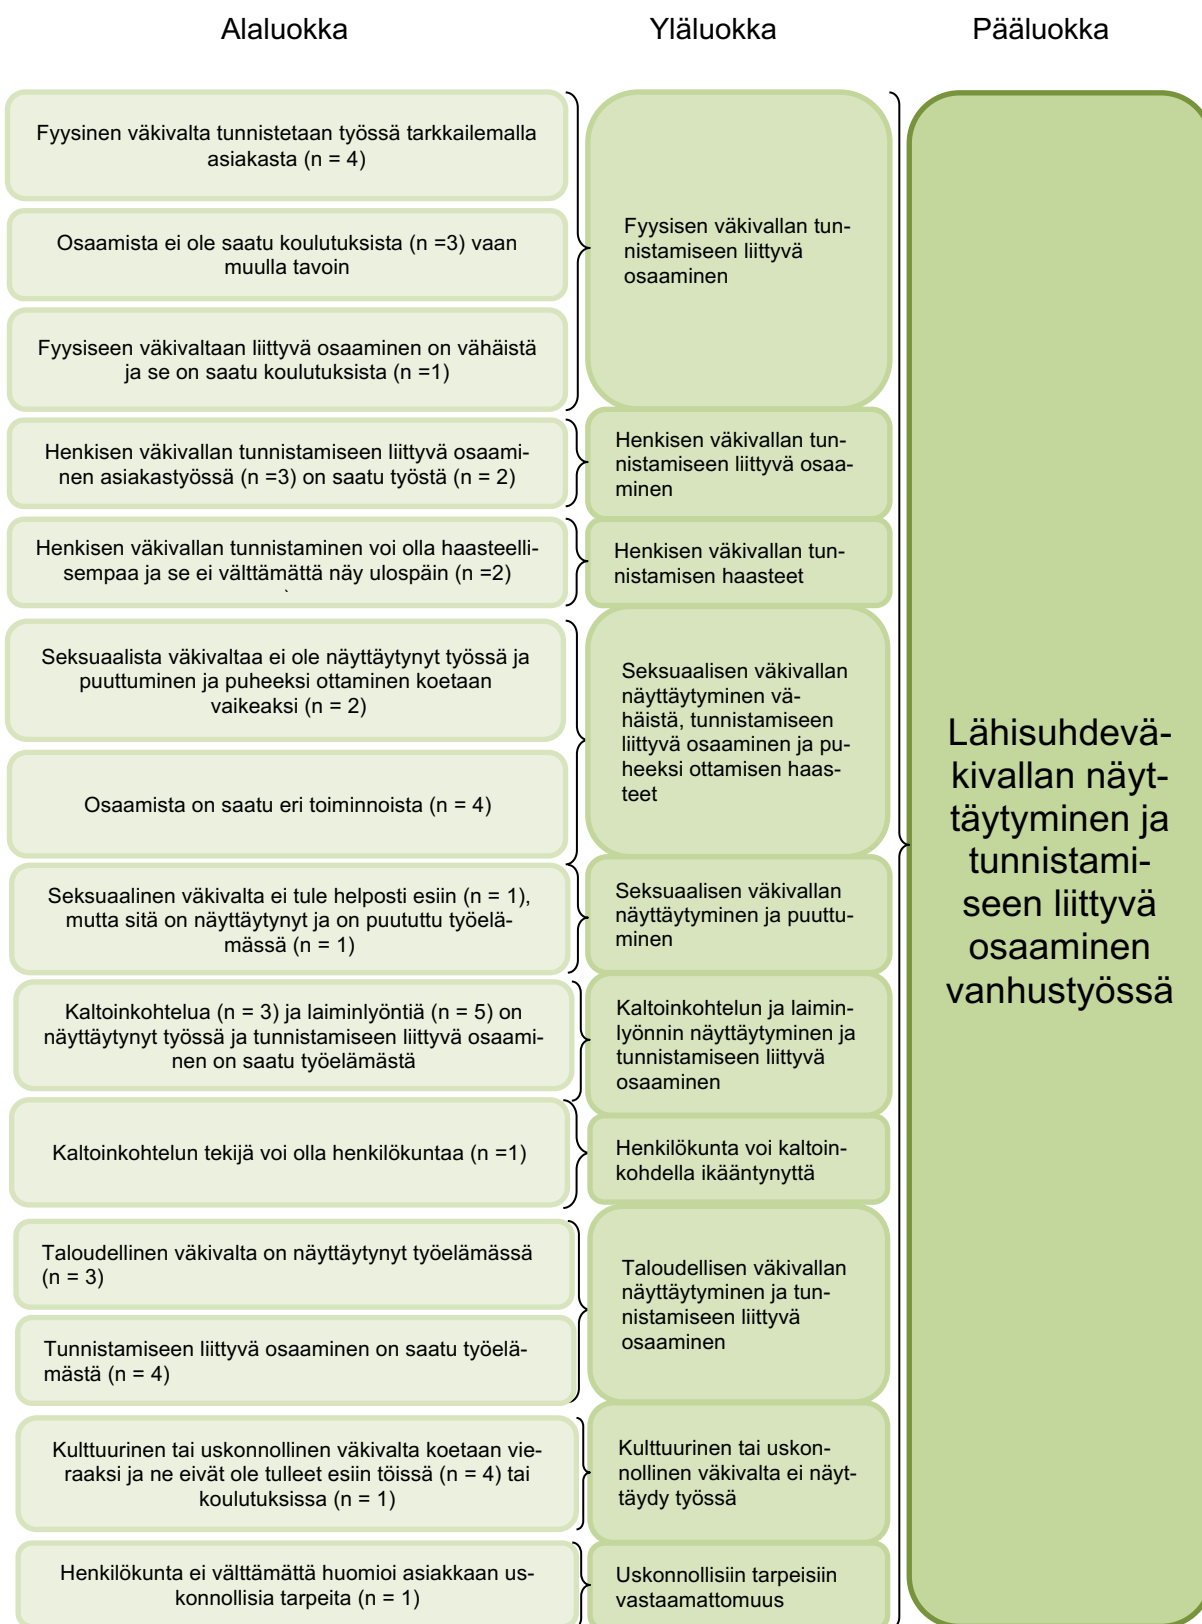 Alaluokka
Yläluokka
Pääluokka
Fyysinen väkivalta tunnistetaan työssä tarkkailemalla
asiakasta (n = 4)
Osaamista ei ole saatu koulutuksista (n =3) vaan
muulla tavoin
Fyysiseen väkivaltaan liittyvä osaaminen on vähäistä
ja se on saatu koulutuksista (n =1)
Fyysisen väkivallan tun-
nistamiseen liittyvä
osaaminen
Henkisen väkivallan tunnistamiseen liittyvä osaami-
nen asiakastyössä (n =3) on saatu työstä (n = 2)
Henkisen väkivallan tun-
nistamiseen liittyvä osaa-
minen
Henkisen väkivallan tunnistaminen voi olla haasteelli-
sempaa ja se ei välttämättä näy ulospäin (n =2)
`
Henkisen väkivallan tun-
nistamisen haasteet
Seksuaalista väkivaltaa ei ole näyttäytynyt työssä ja
puuttuminen ja puheeksi ottaminen koetaan
vaikeaksi (n = 2)
Osaamista on saatu eri toiminnoista (n = 4)
Seksuaalisen väkivallan
näyttäytyminen vä-
häistä, tunnistamiseen
liittyvä osaaminen ja pu-
heeksi ottamisen haas-
teet
Seksuaalinen väkivalta ei tule helposti esiin (n = 1),
mutta sitä on näyttäytynyt ja on puututtu työelä-
mässä (n = 1)
Seksuaalisen väkivallan
näyttäytyminen ja puuttu-
minen
Kaltoinkohtelua (n = 3) ja laiminlyöntiä (n = 5) on
näyttäytynyt työssä ja tunnistamiseen liittyvä osaami-
nen on saatu työelämästä
Kaltoinkohtelun ja laimin-
lyönnin näyttäytyminen ja
tunnistamiseen liittyvä
osaaminen
Kaltoinkohtelun tekijä voi olla henkilökuntaa (n =1)
Henkilökunta voi kaltoin-
kohdella ikääntynyttä
Taloudellinen väkivalta on näyttäytynyt työelämässä
(n = 3)
Tunnistamiseen liittyvä osaaminen on saatu työelä-
mästä (n = 4)
Taloudellisen väkivallan
näyttäytyminen ja tun-
nistamiseen liittyvä
osaaminen
Kulttuurinen tai uskonnollinen väkivalta koetaan vie-
raaksi ja ne eivät ole tulleet esiin töissä (n = 4) tai
koulutuksissa (n = 1)
Kulttuurinen tai uskon-
nollinen väkivalta ei näyt-
täydy työssä
Henkilökunta ei välttämättä huomioi asiakkaan us-
konnollisia tarpeita (n = 1)
Uskonnollisiin tarpeisiin
vastaamattomuus
Lähisuhdevä-
kivallan näyt-
täytyminen ja
tunnistami-
seen liittyvä
osaaminen
vanhustyössä